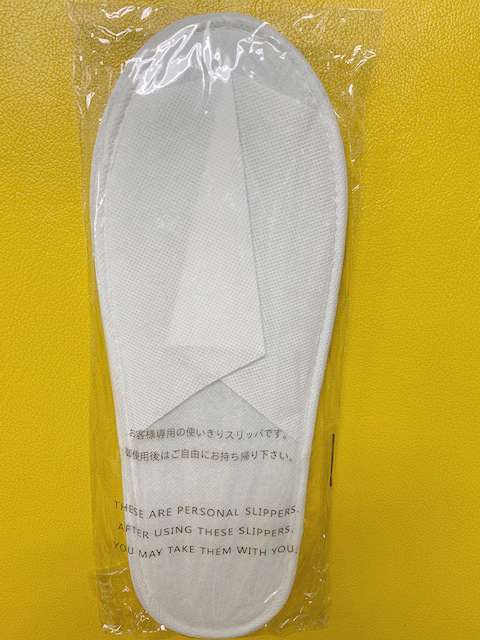 お客様専用の使いきりスリッパです。
御使用後はご自由にお持ち帰り下さい。
THESE ARE PERSONAL SLIPPERS.
AFTER USING THESE SLIPPERS.
YOU MAY TAKE THEM WITH YOU.